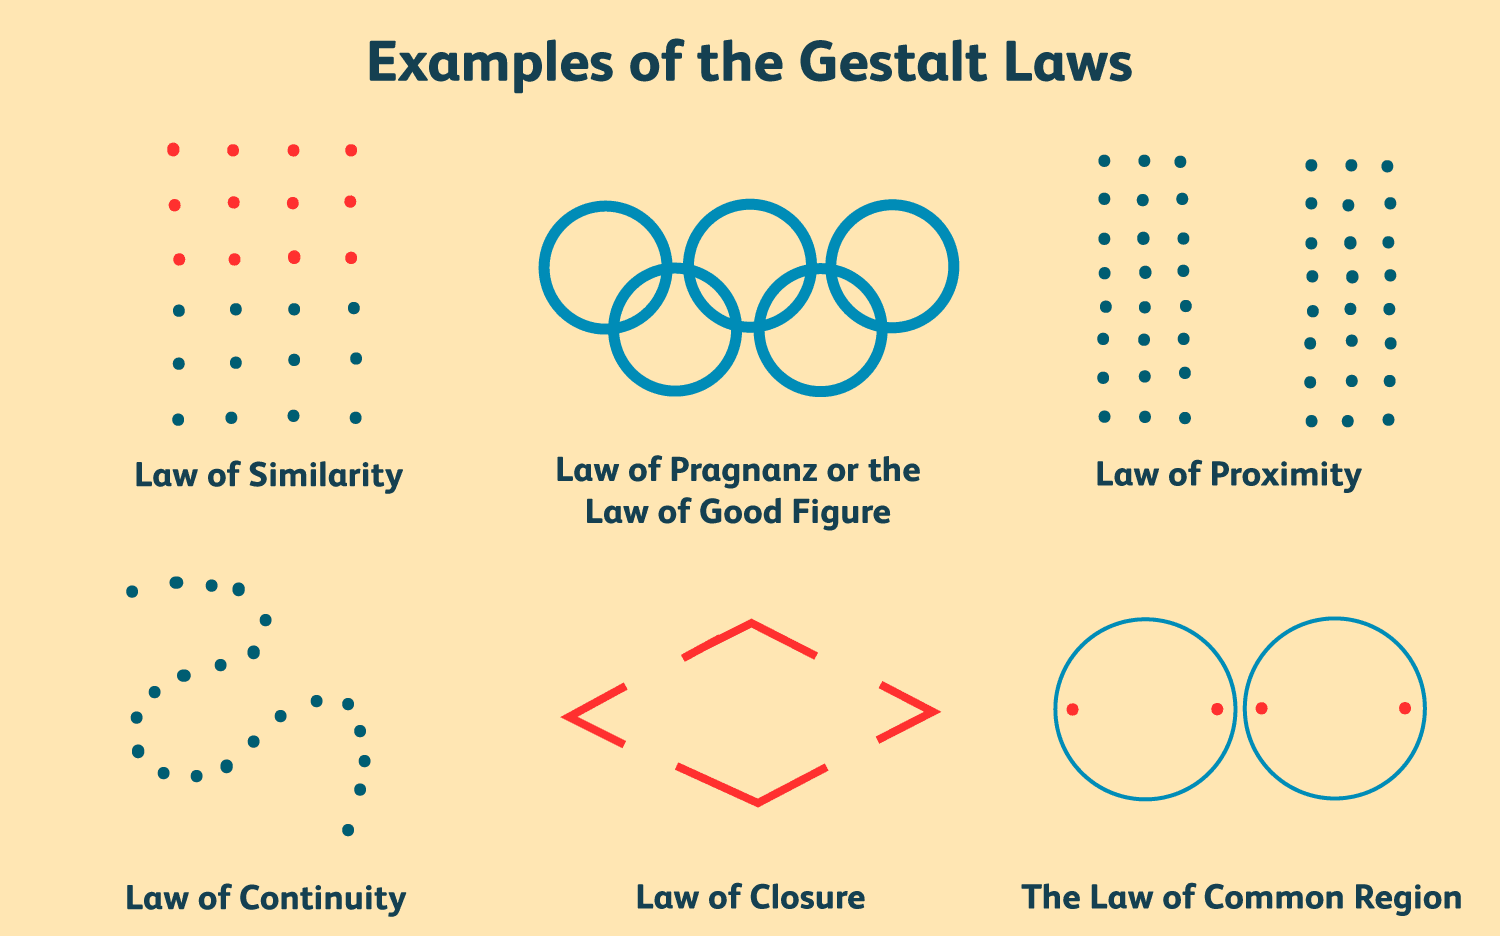 Examples of the Gestalt Laws
Law of Similarity
Law of Pragnanz or the
Law of Good Figure
Law of Proximity
Law of Continuity
Law of Closure
The Law of Common Region